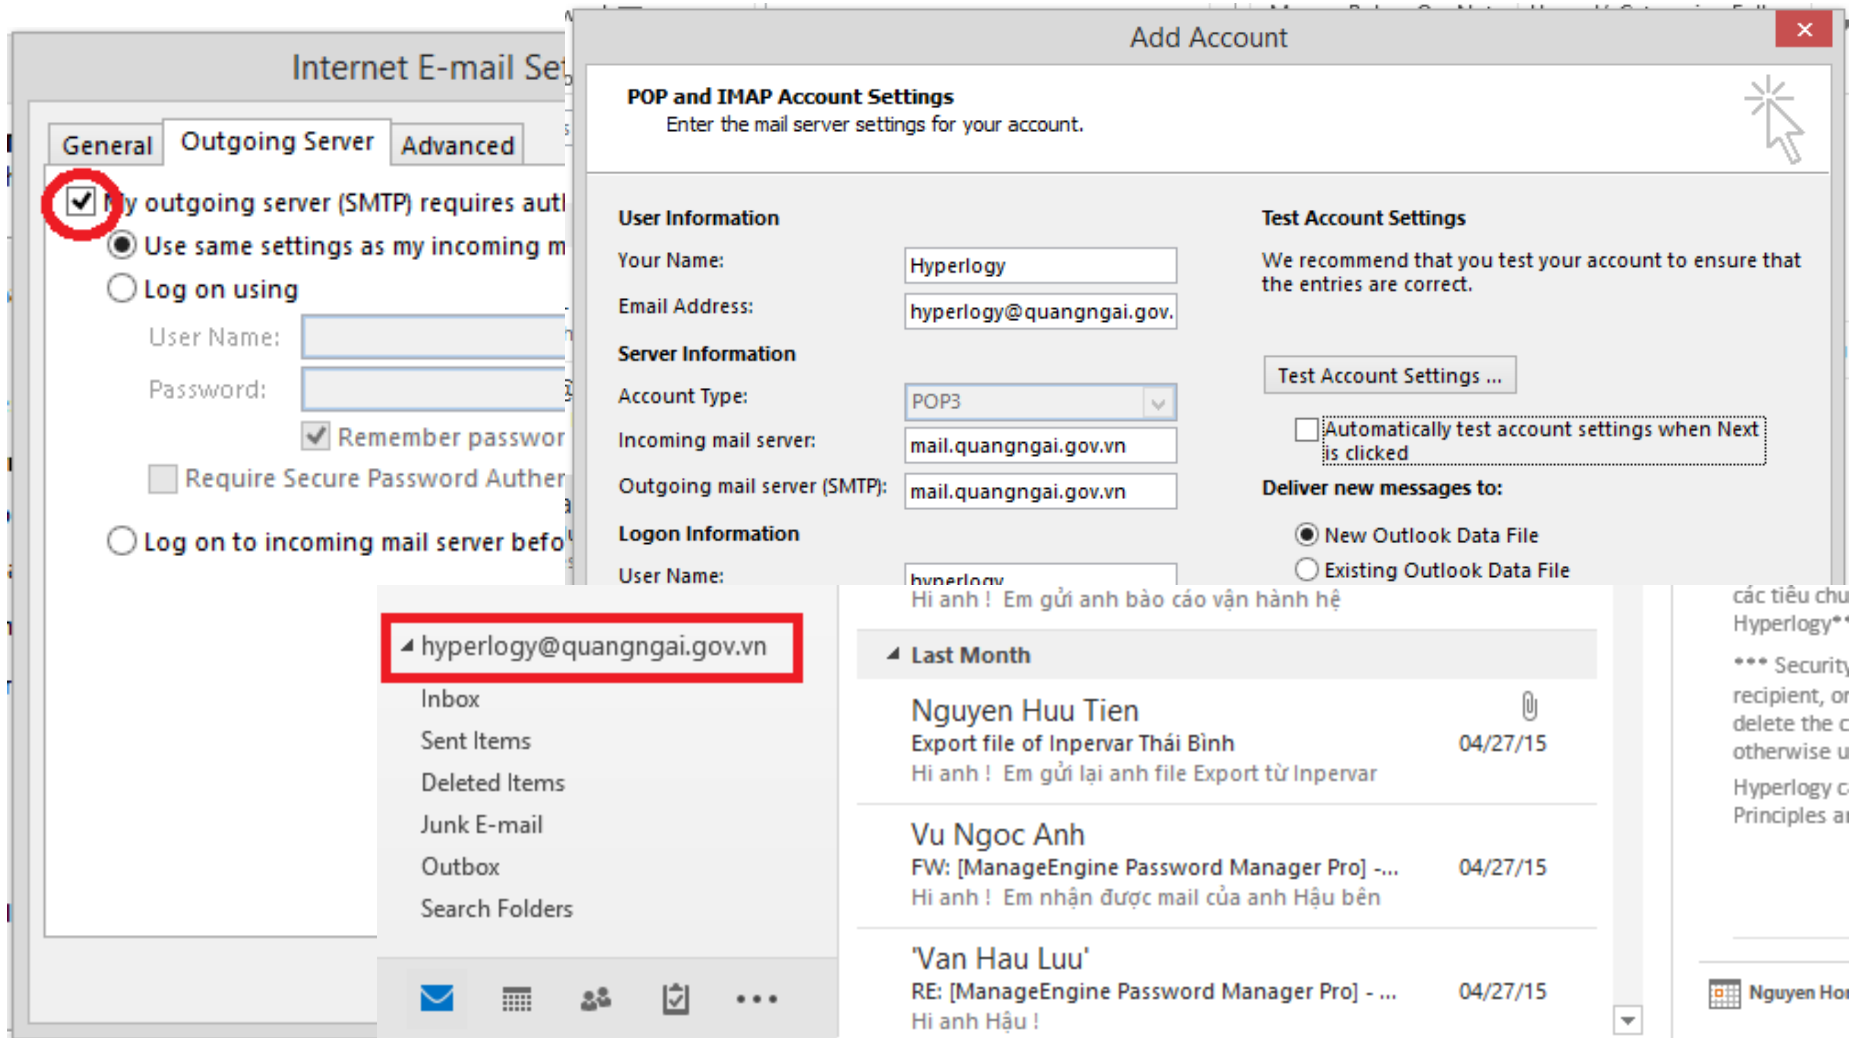 Internet E-mail Se
General
Outgoing Server
Advanced
My outgoing server (SMTP) requires
Use same settings as my incoming
Log on using
User Name:
Password:
Remember
Require Secure Password
Log on to incoming mail server
Add Account
POP and IMAP Account Settings
Enter the mail server settings for your account.
User Information
Your Name:
Hyperlogy
Email Address:
hyperlogy@quangngai.gov.
Server Information
Account Type:
POP3
Incoming mail server:
mail.quangngai.gov.vn
Outgoing mail server (SMTP):
mail.quangngai.gov.vn
Logon Information
User Name:
hyperlogy
Test Account Settings
We recommend that you test your account to ensure that
the entries are correct.
Test Account Settings ...
Automatically test account settings when Next
is clicked
Deliver new messages to:
New Outlook Data File
Existing Outlook Data File
hyperlogy@quangngai.gov.vn
Inbox
Sent Items
Deleted Items
Junk E-mail
Outbox
Search Folders
Hi anh ! Em gửi anh bào cáo vận hành hệ
Last Month
Nguyen Huu Tien
Export file of Inpervar Thái Bình 04/27/15
Hi anh ! Em gửi lại anh file Export từ Inpervar
Vu Ngoc Anh
FW: [ManageEngine Password Manager Pro] -... 04/27/15
Hi anh ! Em nhận được mail của anh Hậu bên
'Van Hau Luu'
RE: [ManageEngine Password Manager Pro] - ... 04/27/15
Hi anh Hậu !
các tiêu
Hyperlogy**
*** Security
recipient,
delete the
otherwise
Hyperlogy
Principles
Nguyen